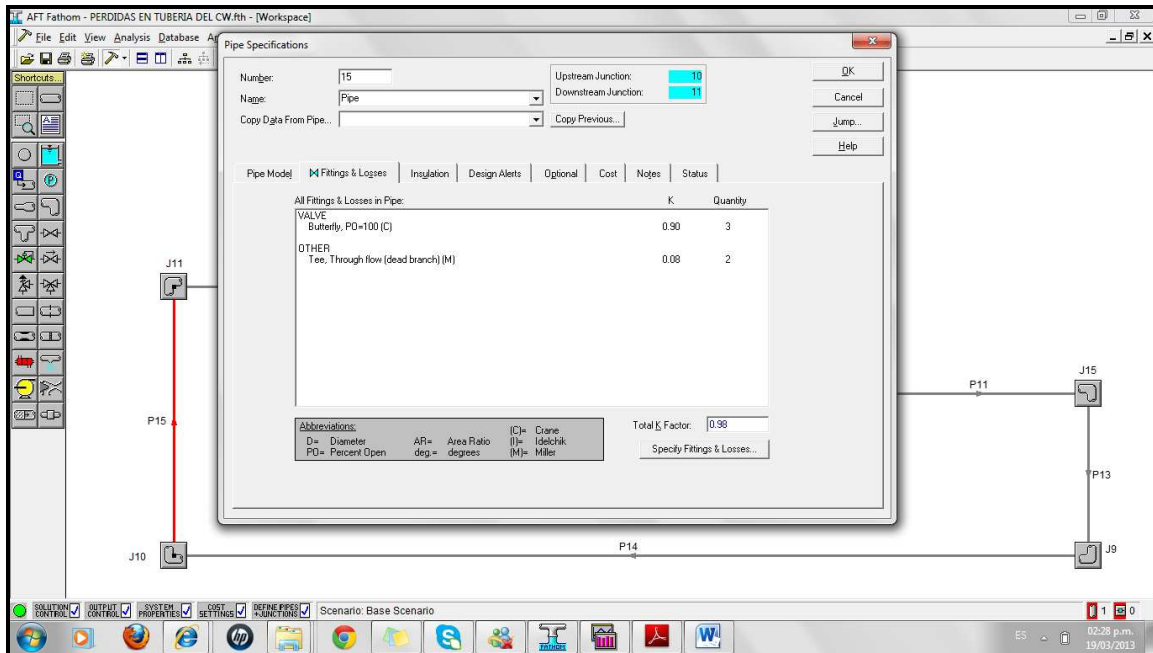 AFT Fathom - PERDIDAS EN TUBERIA DEL CW.fth - [Workspace]
File Edit View Analysis Database
Shortcuts...
Pipe Specifications
Number: 15
Name: Pipe
Copy Data From Pipe... Copy Previous...
Upstream Junction: 10
Downstream Junction: 11
OK
Cancel
Jump...
Help
Pipe Model Fittings & Losses Insulation Design Alerts Optional Cost Notes Status
All Fittings & Losses in Pipe: K Quantity
VALVE
Butterfly, PO=100 (C) 0.90 3
OTHER
Tee, Through flow (dead branch) (M) 0.08 2
Abbreviations:
D= Diameter AR= Area Ratio (C)= Crane
PO= Percent Open deg.= degrees (I)= Idelchik
(M)= Miller
Total K Factor: 0.98
Specify Fittings & Losses...
J11
P15
J10
P14
P11
J15
P13
J9
SOLUTION CONTROL OUTPUT CONTROL SYSTEM PROPERTIES COST SETTINGS DEFINE PIPES +JUNCTIONS Scenario: Base Scenario
1 0
FATHOM
ES 02:28 p.m.
19/03/2013